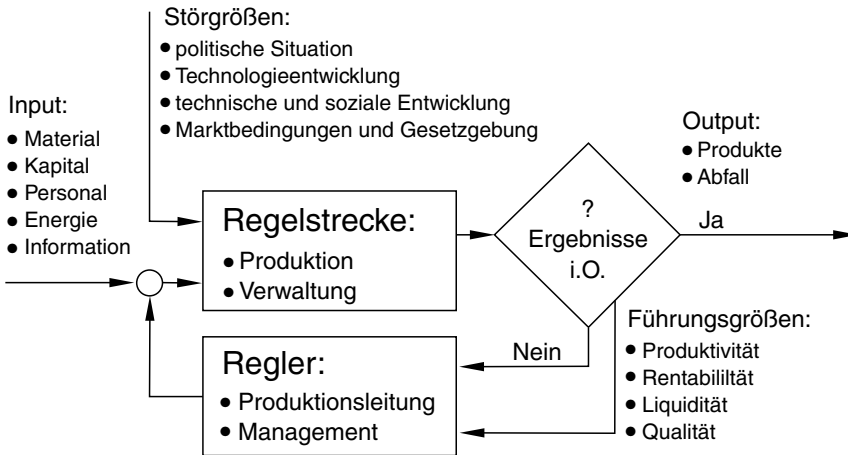 Störgrößen:
● politische Situation
● Technologieentwicklung
● technische und soziale Entwicklung
● Marktbedingungen und Gesetzgebung
Input:
● Material
● Kapital
● Personal
● Energie
● Information
Regelstrecke:
● Produktion
● Verwaltung
?
Ergebnisse
i.O.
Output:
● Produkte
● Abfall
Ja
Nein
Führungsgrößen:
● Produktivität
● Rentabililtät
● Liquidität
● Qualität
Regler:
● Produktionsleitung
● Management